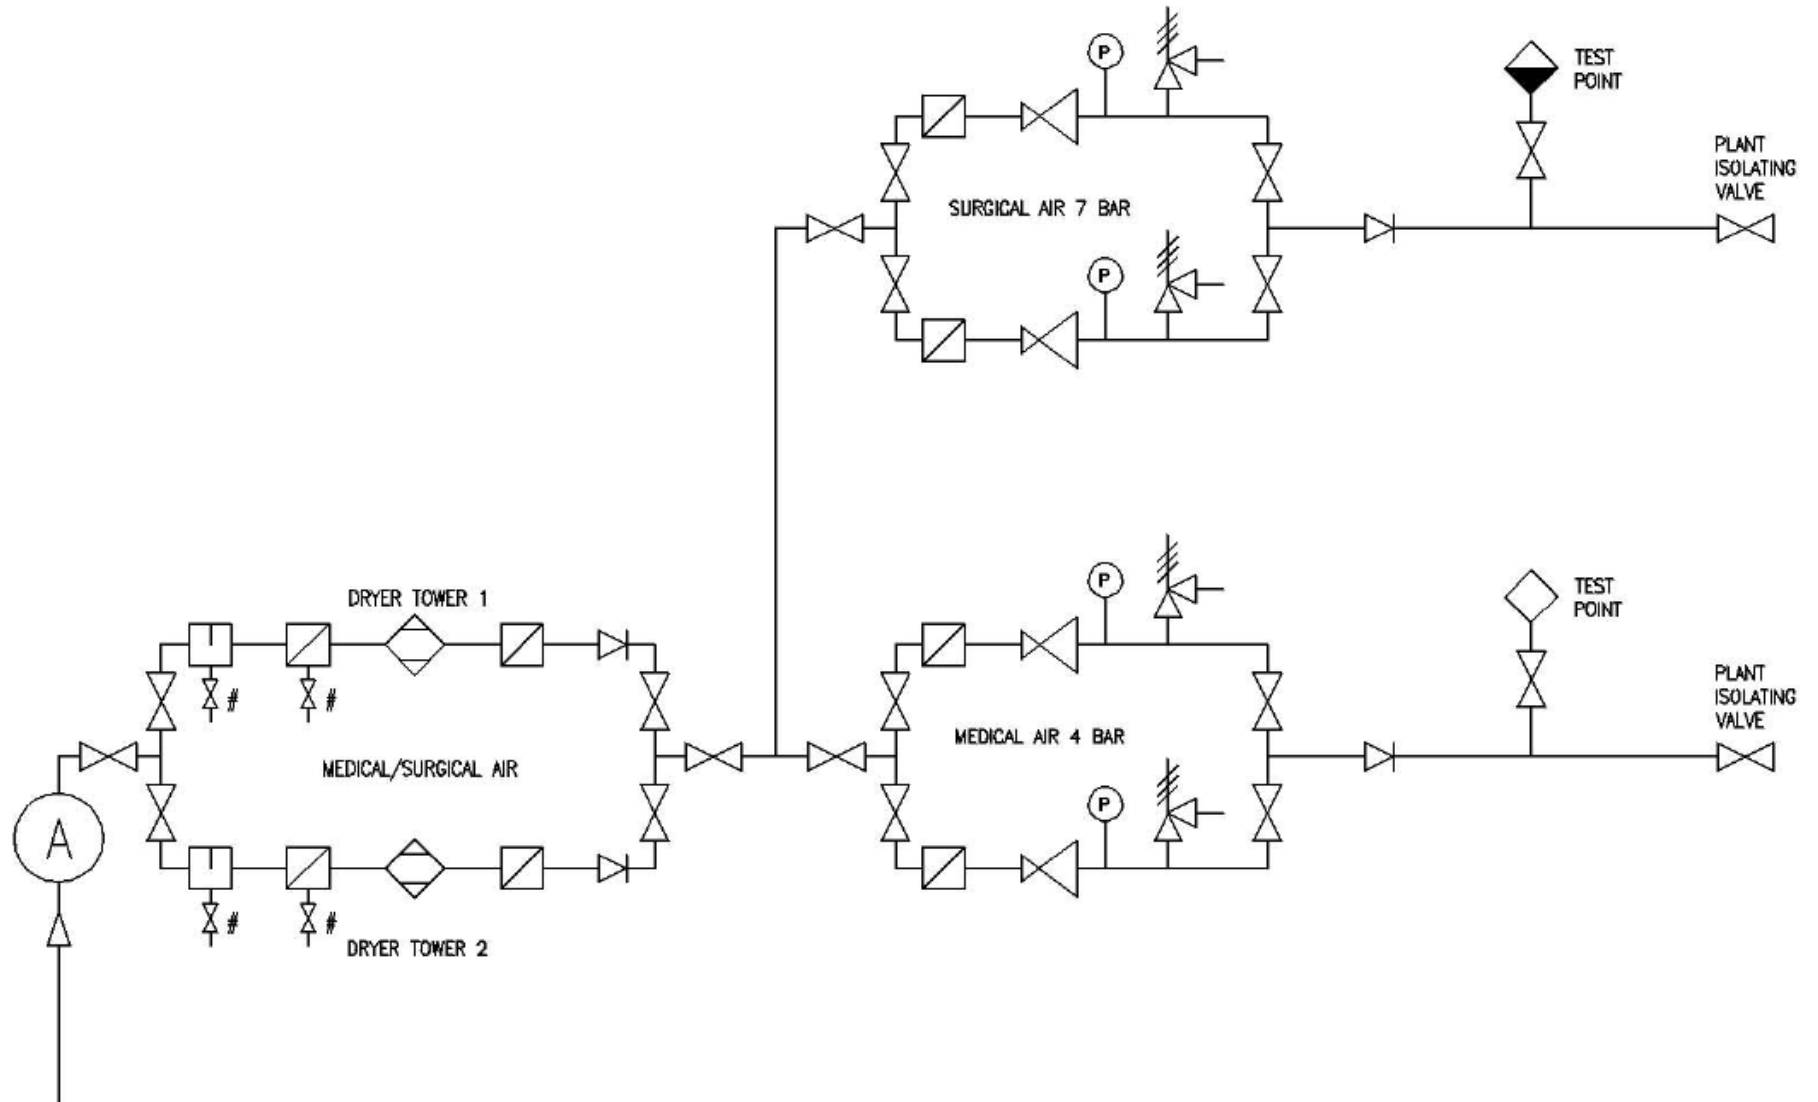 P
TEST
POINT
PLANT
ISOLATING
VALVE
SURGICAL AIR 7 BAR
P
P
TEST
POINT
DRYER TOWER 1
PLANT
ISOLATING
VALVE
# #
MEDICAL AIR 4 BAR
MEDICAL/SURGICAL AIR
P
A
# #
DRYER TOWER 2